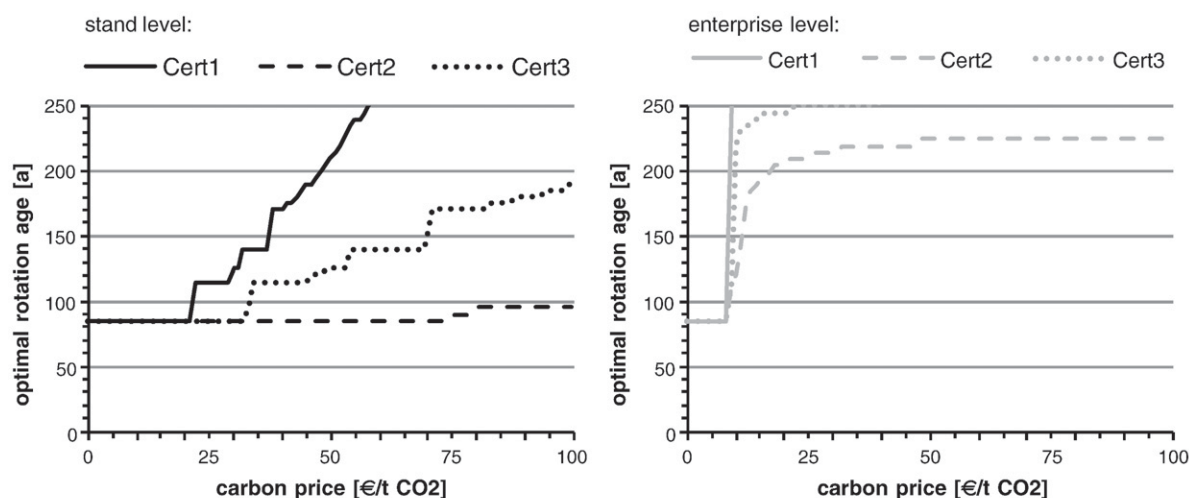 stand level:
Cert1 Cert2 Cert3
optimal rotation age [a]
250
200
150
100
50
0
0 25 50 75 100
carbon price [€/t CO2]
enterprise level:
Cert1 Cert2 Cert3
optimal rotation age [a]
250
200
150
100
50
0
0 25 50 75 100
carbon price [€/t CO2]